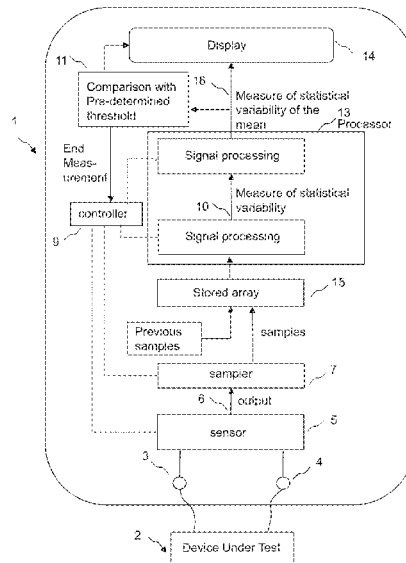 Display
14
11
16
Comparison with
Pre-determined
threshold
Measure of statistical
variability of the
mean
13
Processor
1
End
Meas-
urement
Signal processing
Measure of statistical
variability
10
controller
9
Signal processing
Stored array
15
Previous
samples
samples
sampler
7
6
output
sensor
5
3
4
2
Device Under Test